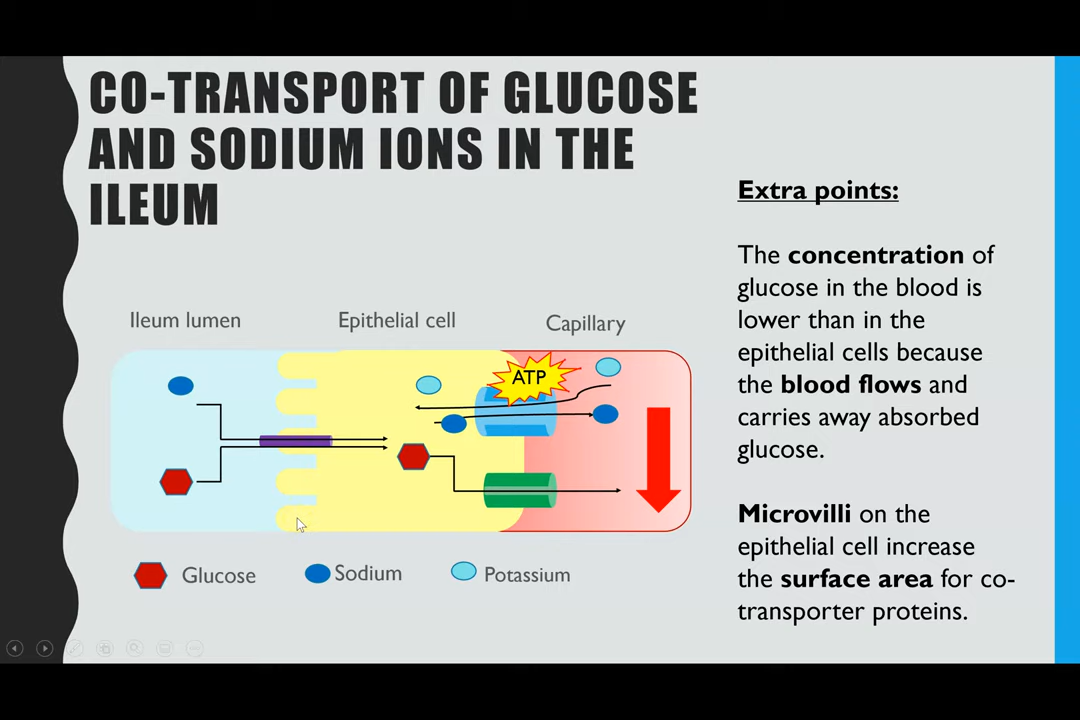 CO-TRANSPORT OF GLUCOSE
AND SODIUM IONS IN THE
ILEUM
Extra points:
The concentration of
glucose in the blood is
lower than in the
epithelial cells because
the blood flows and
carries away absorbed
glucose.
Microvilli on the
epithelial cell increase
the surface area for co-
transporter proteins.
Ileum lumen
Epithelial cell
Capillary
ATP
Glucose
Sodium
Potassium